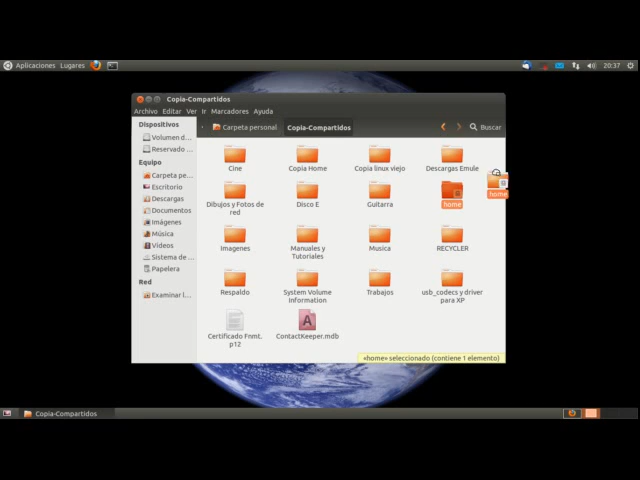 Aplicaciones Lugares
20:37
Copia-Compartidos
Archivo Editar Ver Ir Marcadores Ayuda
Dispositivos
Volumen d...
Reservado ...
Equipo
Carpeta pe...
Escritorio
Descargas
Documentos
Imágenes
Música
Vídeos
Sistema de ...
Papelera
Red
Examinar l...
Carpeta personal Copia-Compartidos Buscar
Cine Copia Home Copia linux viejo Descargas Emule
Dibujos y Fotos de
red
Disco E Guitarra home
home
Imagenes Manuales y
Tutoriales
Musica RECYCLER
Respaldo System Volume
Information
Trabajos usb_codecs y driver
para XP
Certificado Fnmt.
p12
ContactKeeper.mdb
«home» seleccionado (contiene 1 elemento)
Copia-Compartidos